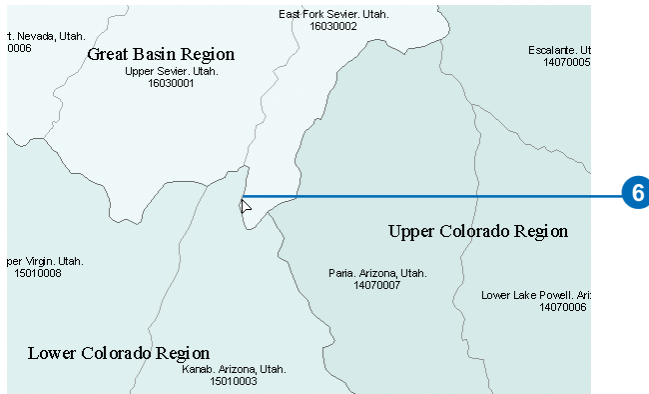 East Fork Sevier. Utah.
16030002
t. Nevada, Utah.
0006
Great Basin Region
Upper Sevier. Utah.
16030001
Escalante. Ut
14070005
6
Upper Colorado Region
per Virgin. Utah.
15010008
Paria. Arizona, Utah.
14070007
Lower Lake Powell. Ari
14070006
Lower Colorado Region
Kanab. Arizona, Utah.
15010003